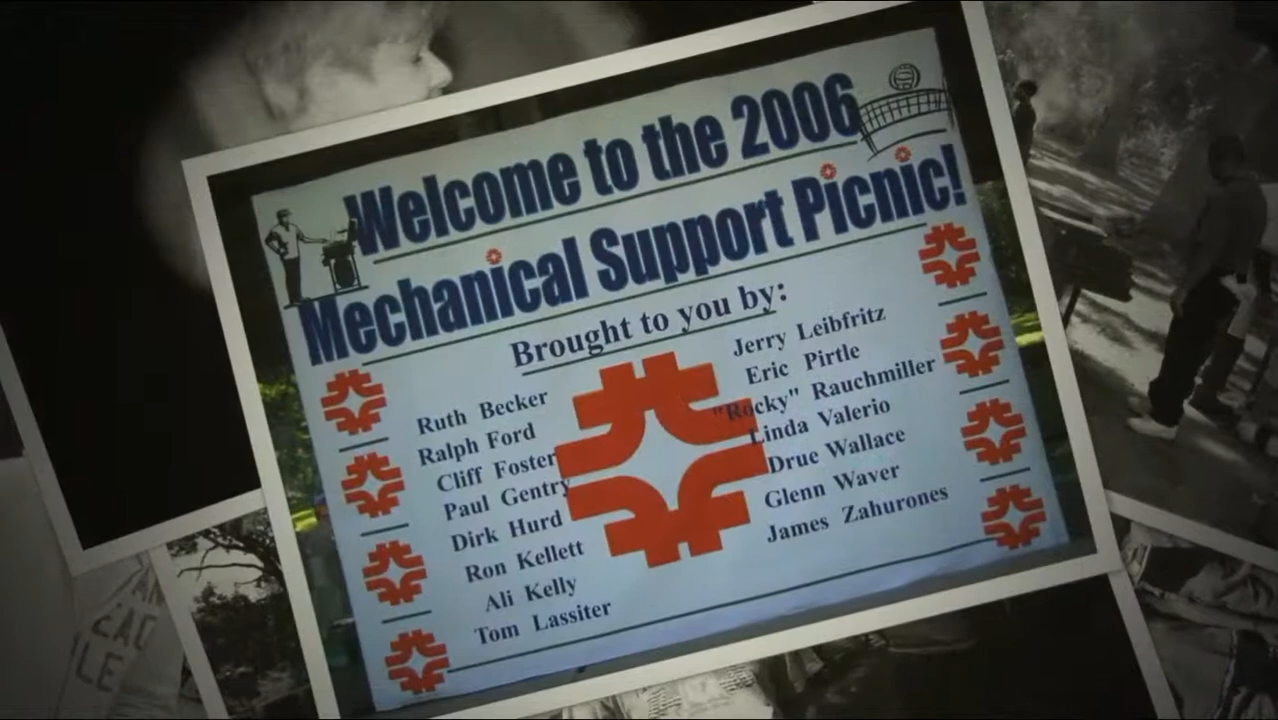 Welcome to the 2006
Mechanical Support Picnic!
Brought to you by:
Ruth Becker
Ralph Ford
Cliff Foster
Paul Gentry
Dirk Hurd
Ron Kellett
Ali Kelly
Tom Lassiter
Jerry Leibfritz
Eric Pirtle
"Rocky" Rauchmiller
Linda Valerio
Drue Wallace
Glenn Waver
James Zahurones